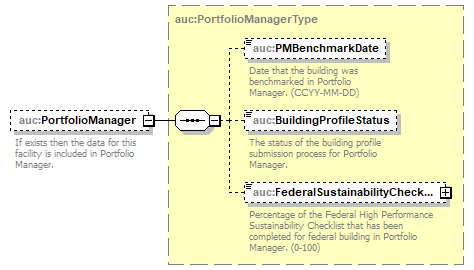 auc:PortfolioManagerType
auc:PMBenchmarkDate
Date that the building was
benchmarked in Portfolio
Manager. (CCYY-MM-DD)
auc:PortfolioManager
If exists then the data for this
facility is included in Portfolio
Manager.
auc:BuildingProfileStatus
The status of the building profile
submission process for Portfolio
Manager.
auc:FederalSustainabilityCheck...
Percentage of the Federal High Performance
Sustainability Checklist that has been
completed for federal building in Portfolio
Manager. (0-100)